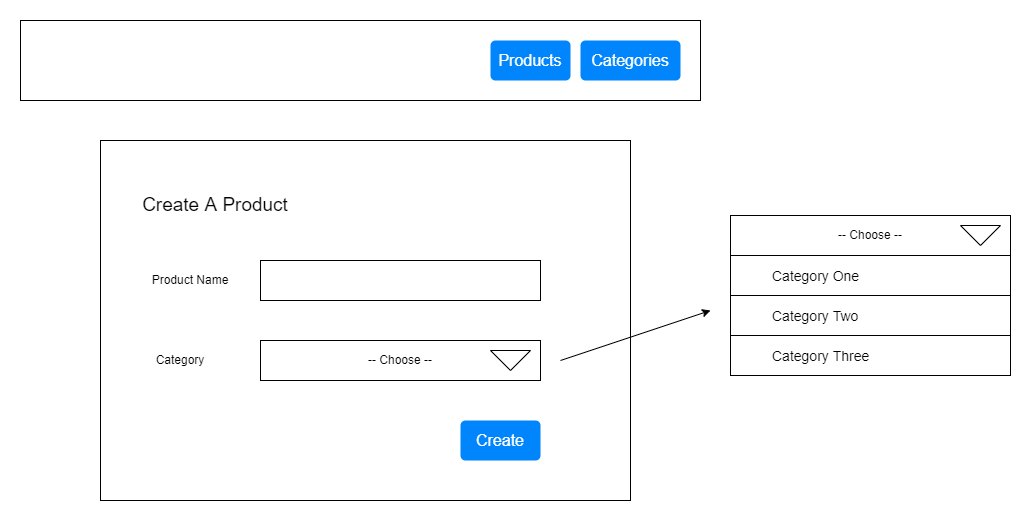 Products Categories
Create A Product
Product Name
Category -- Choose --
Create
-- Choose --
Category One
Category Two
Category Three